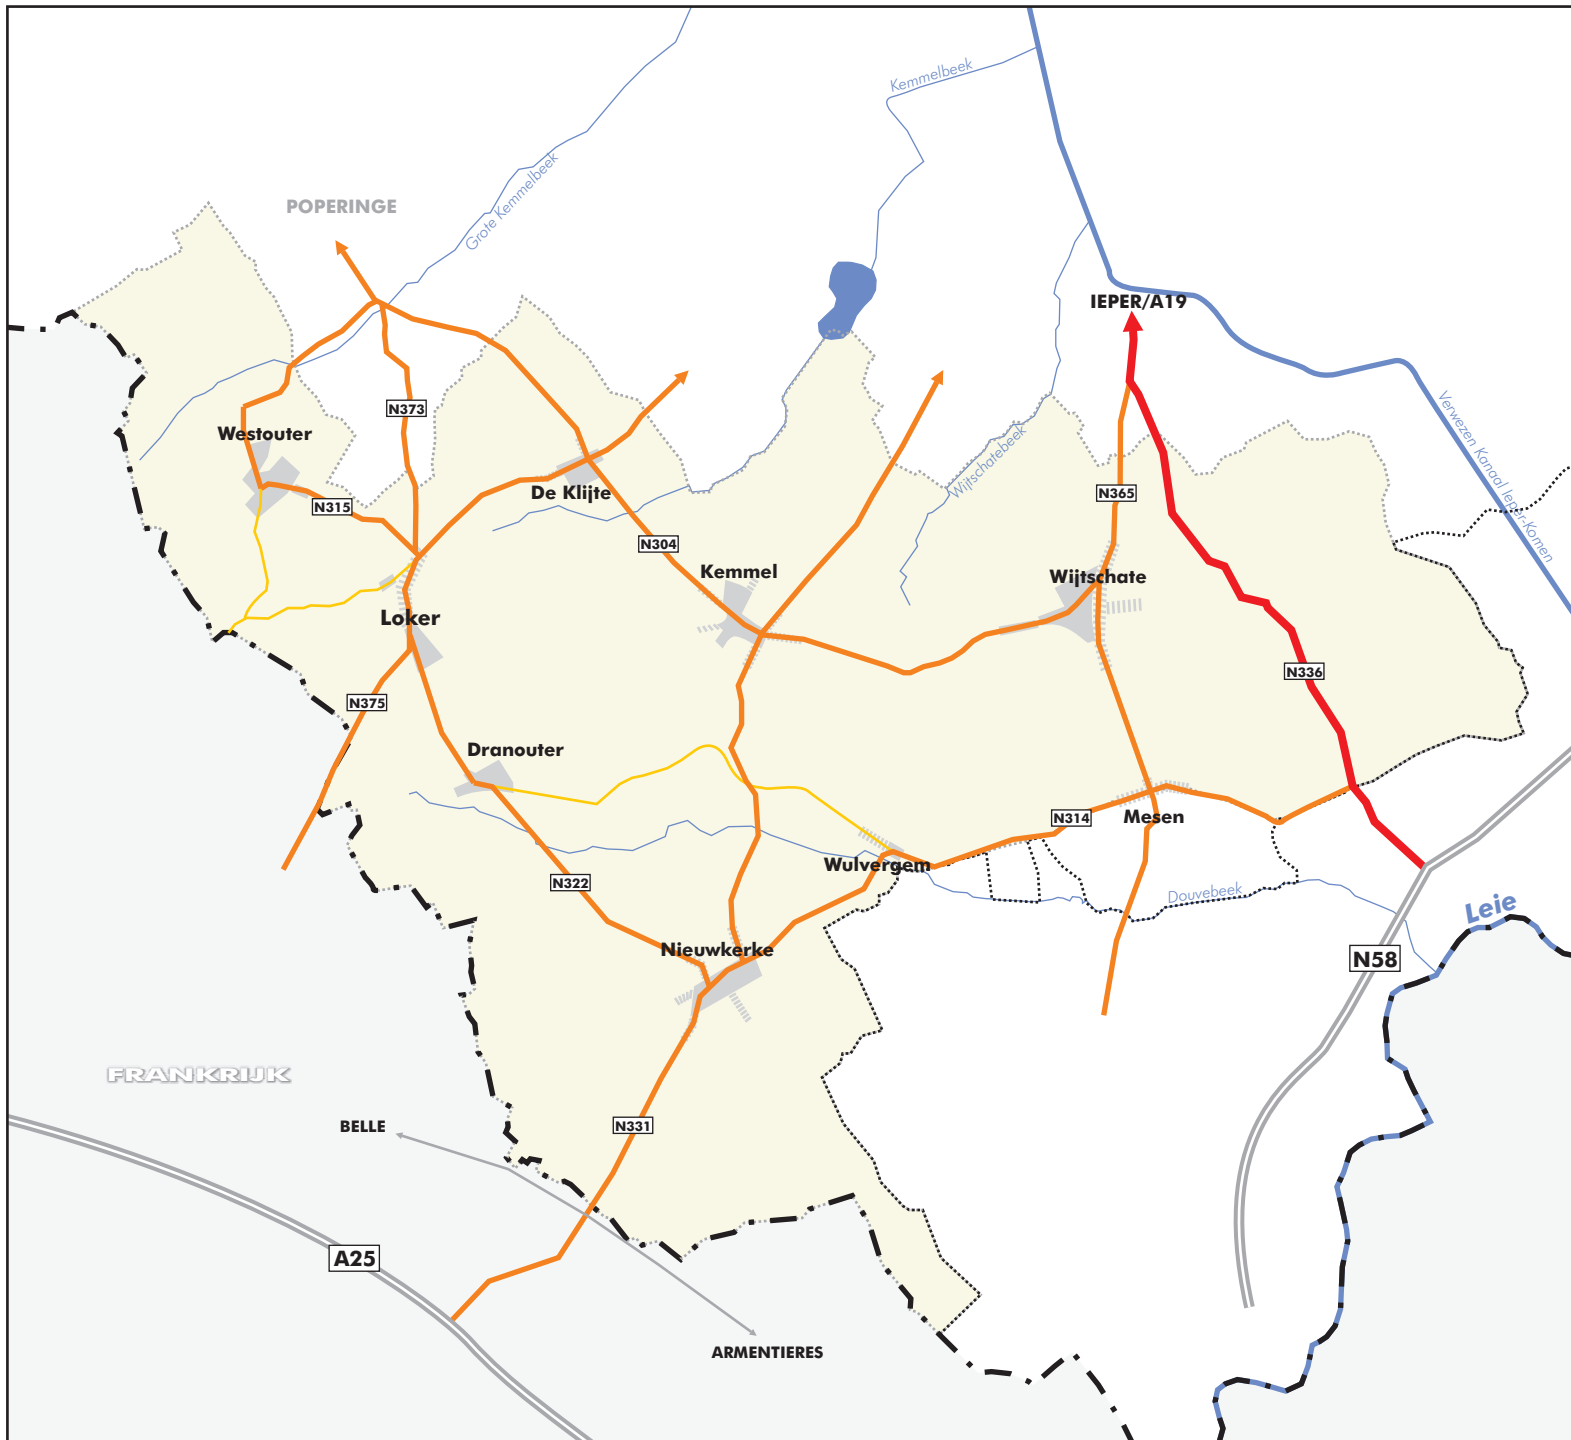 Kemmelbeek
Grote Kemmelbeek
POPERINGE
IEPER/A19
N373
Verwezen Kanaal Ieper-Komen
Westouter
Wijtschatebeek
De Klijte
N365
N315
N304
Kemmel
Wijtschate
Loker
N336
N375
Dranouter
N314
Mesen
Wulvergem
N322
Douvebeek
Leie
Nieuwkerke
N58
FRANKRIJK
BELLE
N331
A25
ARMENTIERES